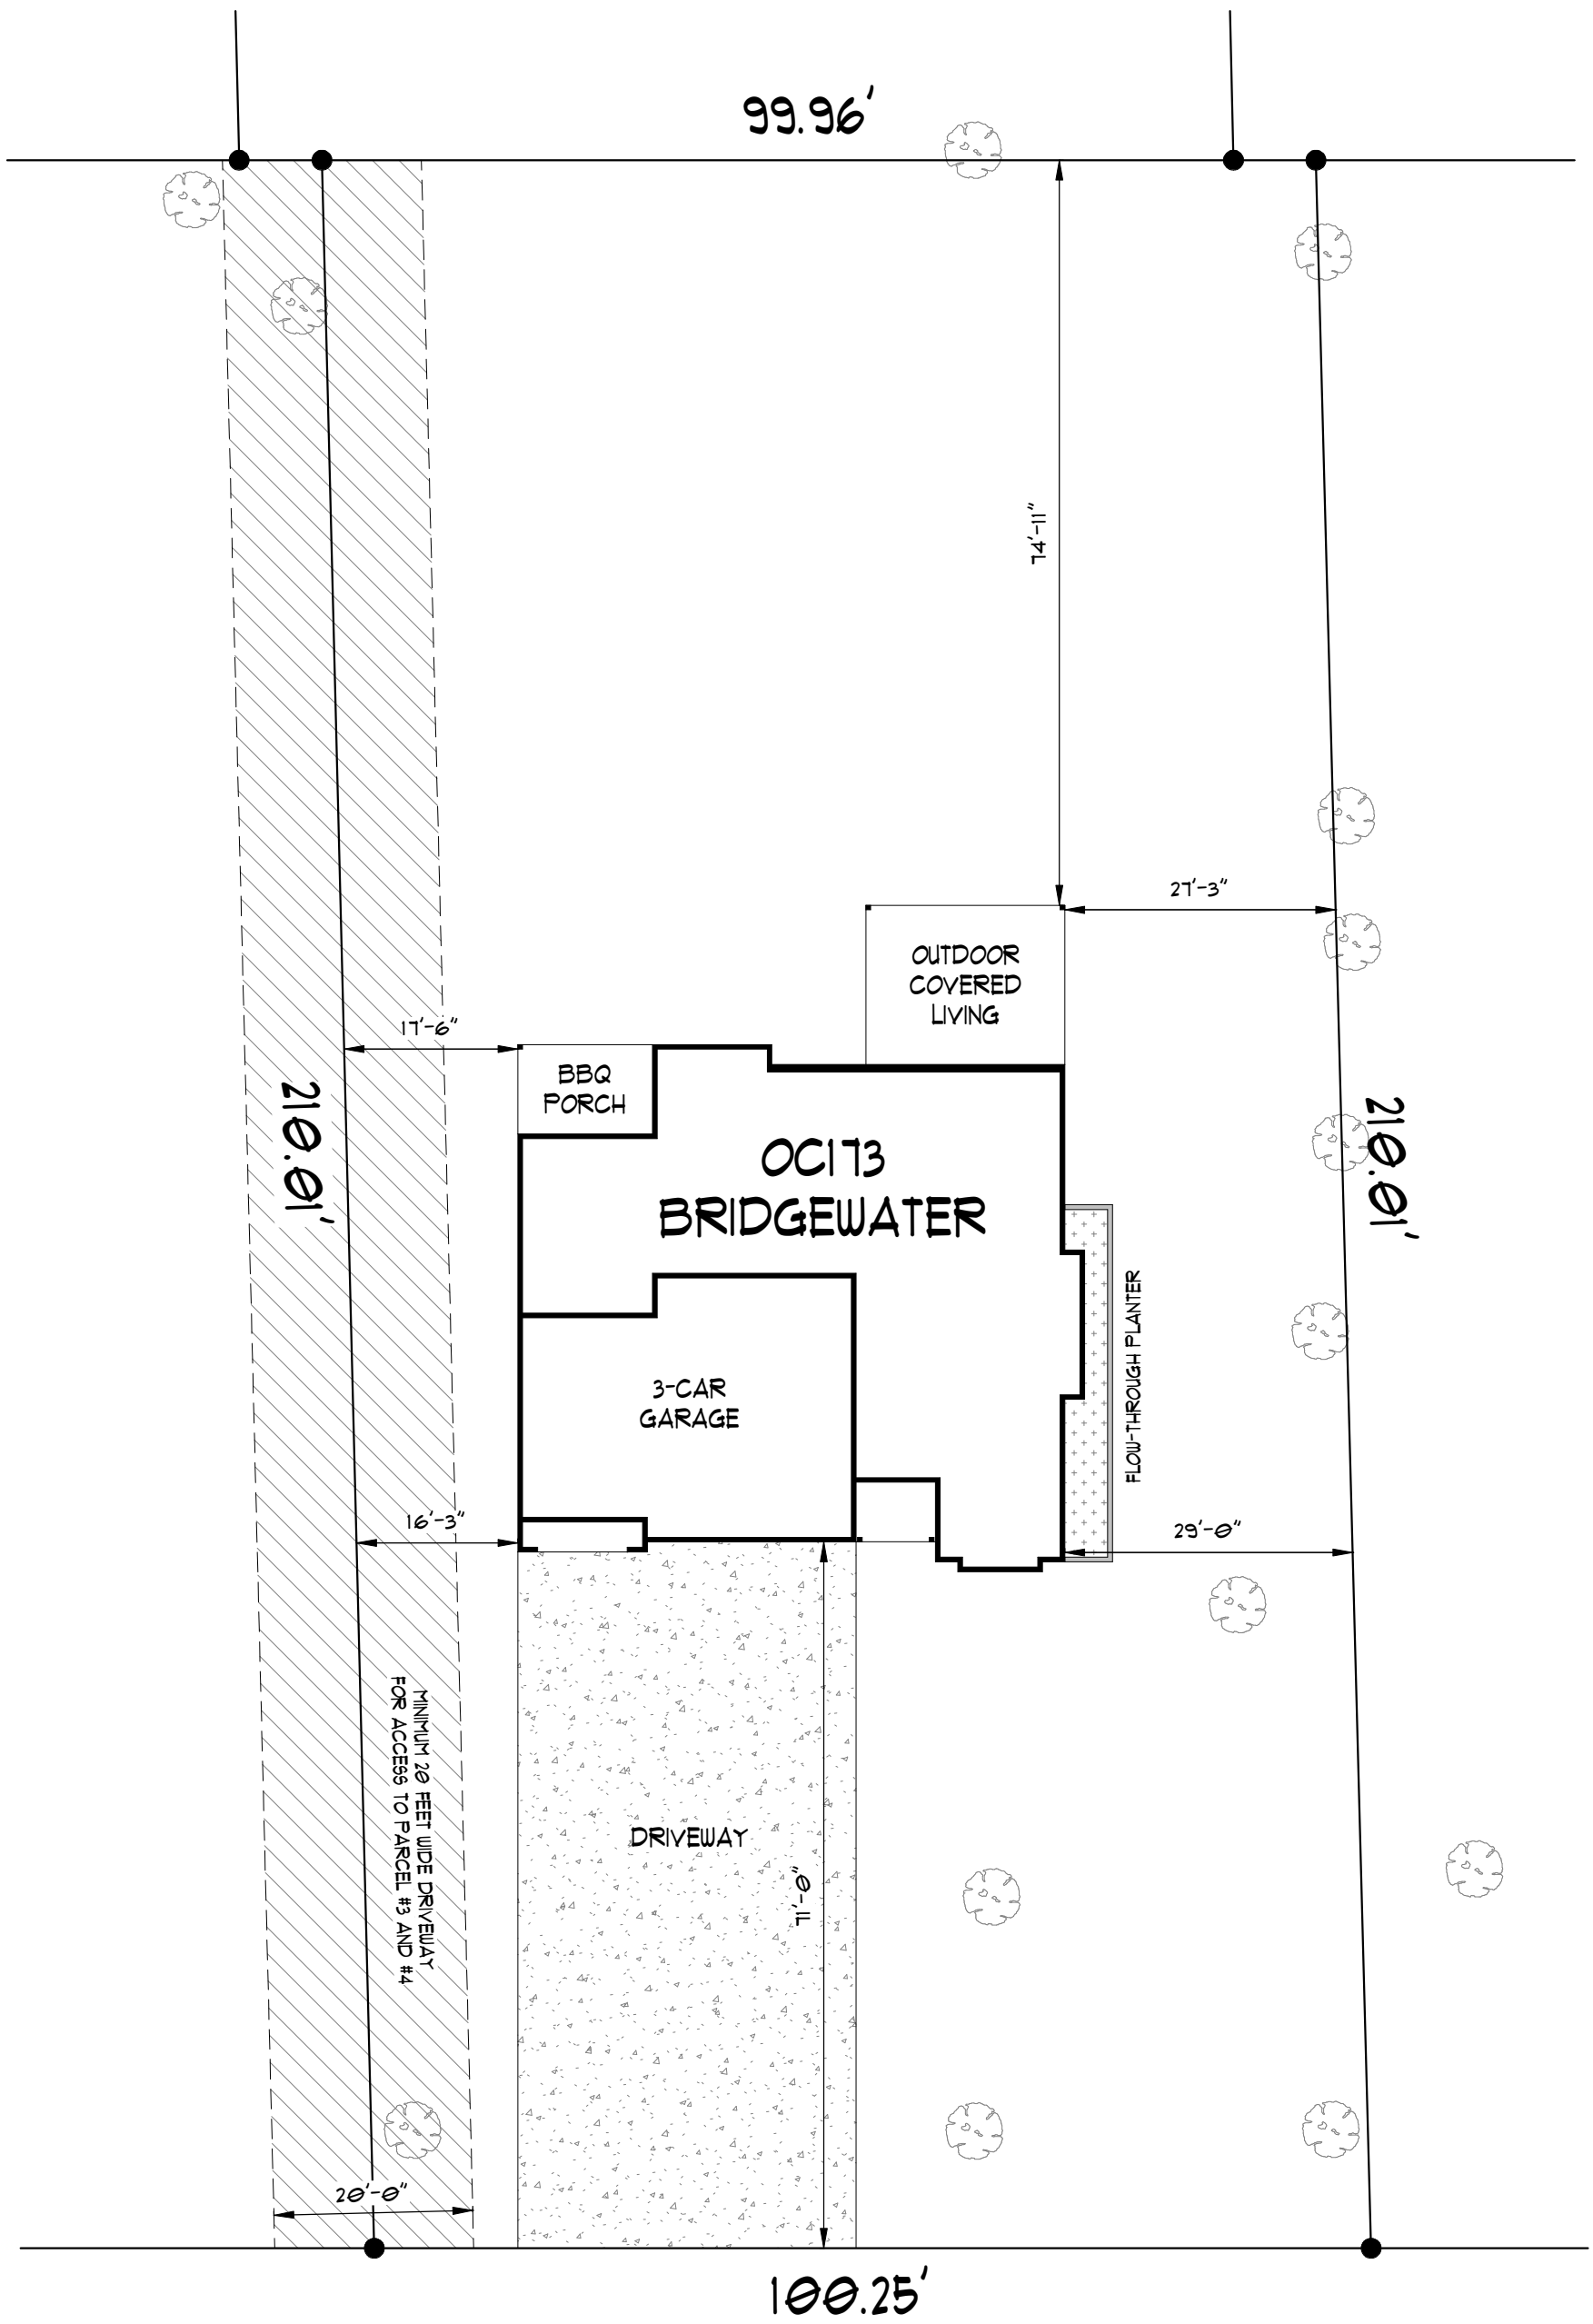 99.96'
74'-11"
27'-3"
OUTDOOR
COVERED
LIVING
17'-6"
BBQ
PORCH
210.01'
210.01'
OC173
BRIDGEWATER
FLOW-THROUGH PLANTER
3-CAR
GARAGE
16'-3"
29'-0"
MINIMUM 20 FEET WIDE DRIVEWAY
FOR ACCESS TO PARCEL #3 AND #4
DRIVEWAY
71'-0"
20'-0"
100.25'